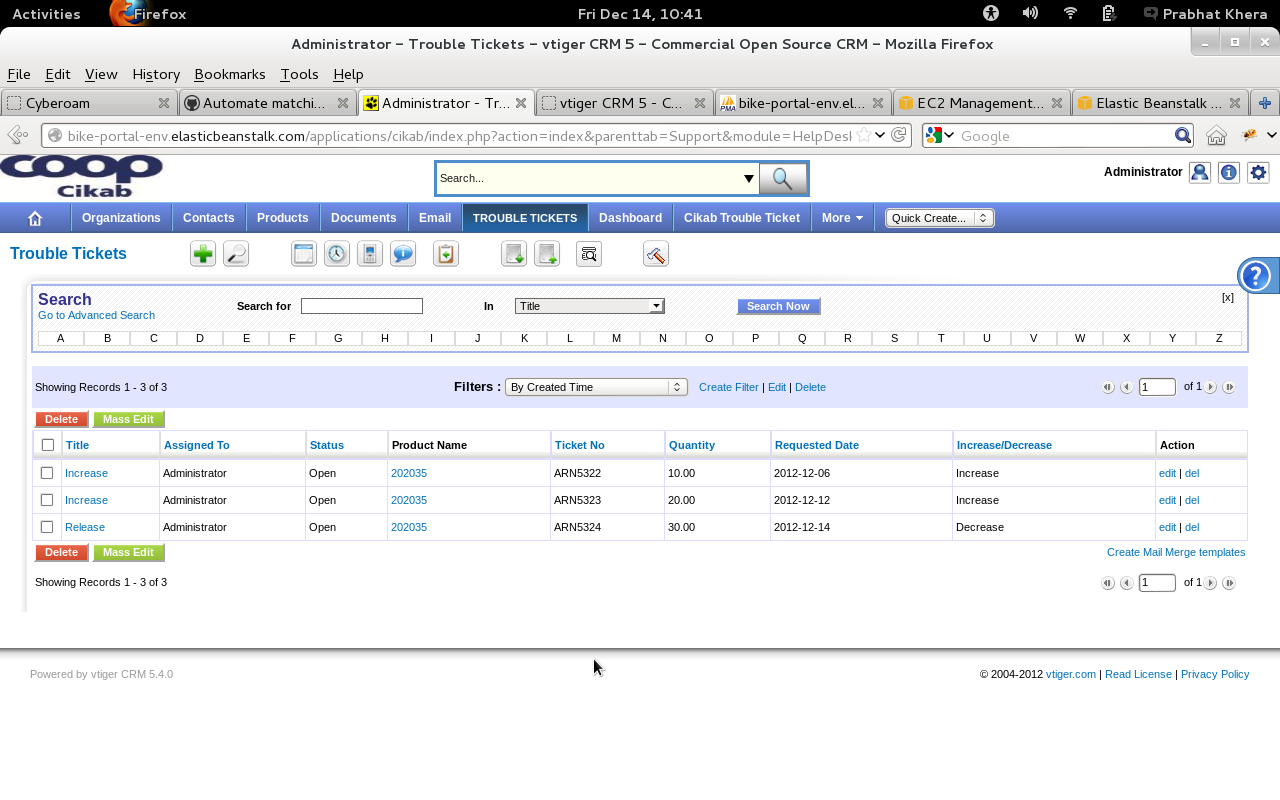 Activities Firefox Fri Dec 14, 10:41 Prabhat Khera
Administrator - Trouble Tickets - vtiger CRM 5 - Commercial Open Source CRM - Mozilla Firefox
File Edit View History Bookmarks Tools Help
Cyberoam Automate matchi... Administrator - Tr... vtiger CRM 5 - C... bike-portal-env.el... EC2 Management... Elastic Beanstalk ...
bike-portal-env.elasticbeanstalk.com/applications/cikab/index.php?action=index&parenttab=Support&module=HelpDesk Google
coop
Cikab
Search... Administrator
Organizations Contacts Products Documents Email TROUBLE TICKETS Dashboard Cikab Trouble Ticket More Quick Create...
Trouble Tickets
Search [x]
Go to Advanced Search Search for In Title Search Now
A B C D E F G H I J K L M N O P Q R S T U V W X Y Z
Showing Records 1 - 3 of 3 Filters : By Created Time Create Filter | Edit | Delete 1 of 1
Delete Mass Edit
Title Assigned To Status Product Name Ticket No Quantity Requested Date Increase/Decrease Action
Increase Administrator Open 202035 ARN5322 10.00 2012-12-06 Increase edit | del
Increase Administrator Open 202035 ARN5323 20.00 2012-12-12 Increase edit | del
Release Administrator Open 202035 ARN5324 30.00 2012-12-14 Decrease edit | del
Delete Mass Edit Create Mail Merge templates
Showing Records 1 - 3 of 3 1 of 1
Powered by vtiger CRM 5.4.0 © 2004-2012 vtiger.com | Read License | Privacy Policy